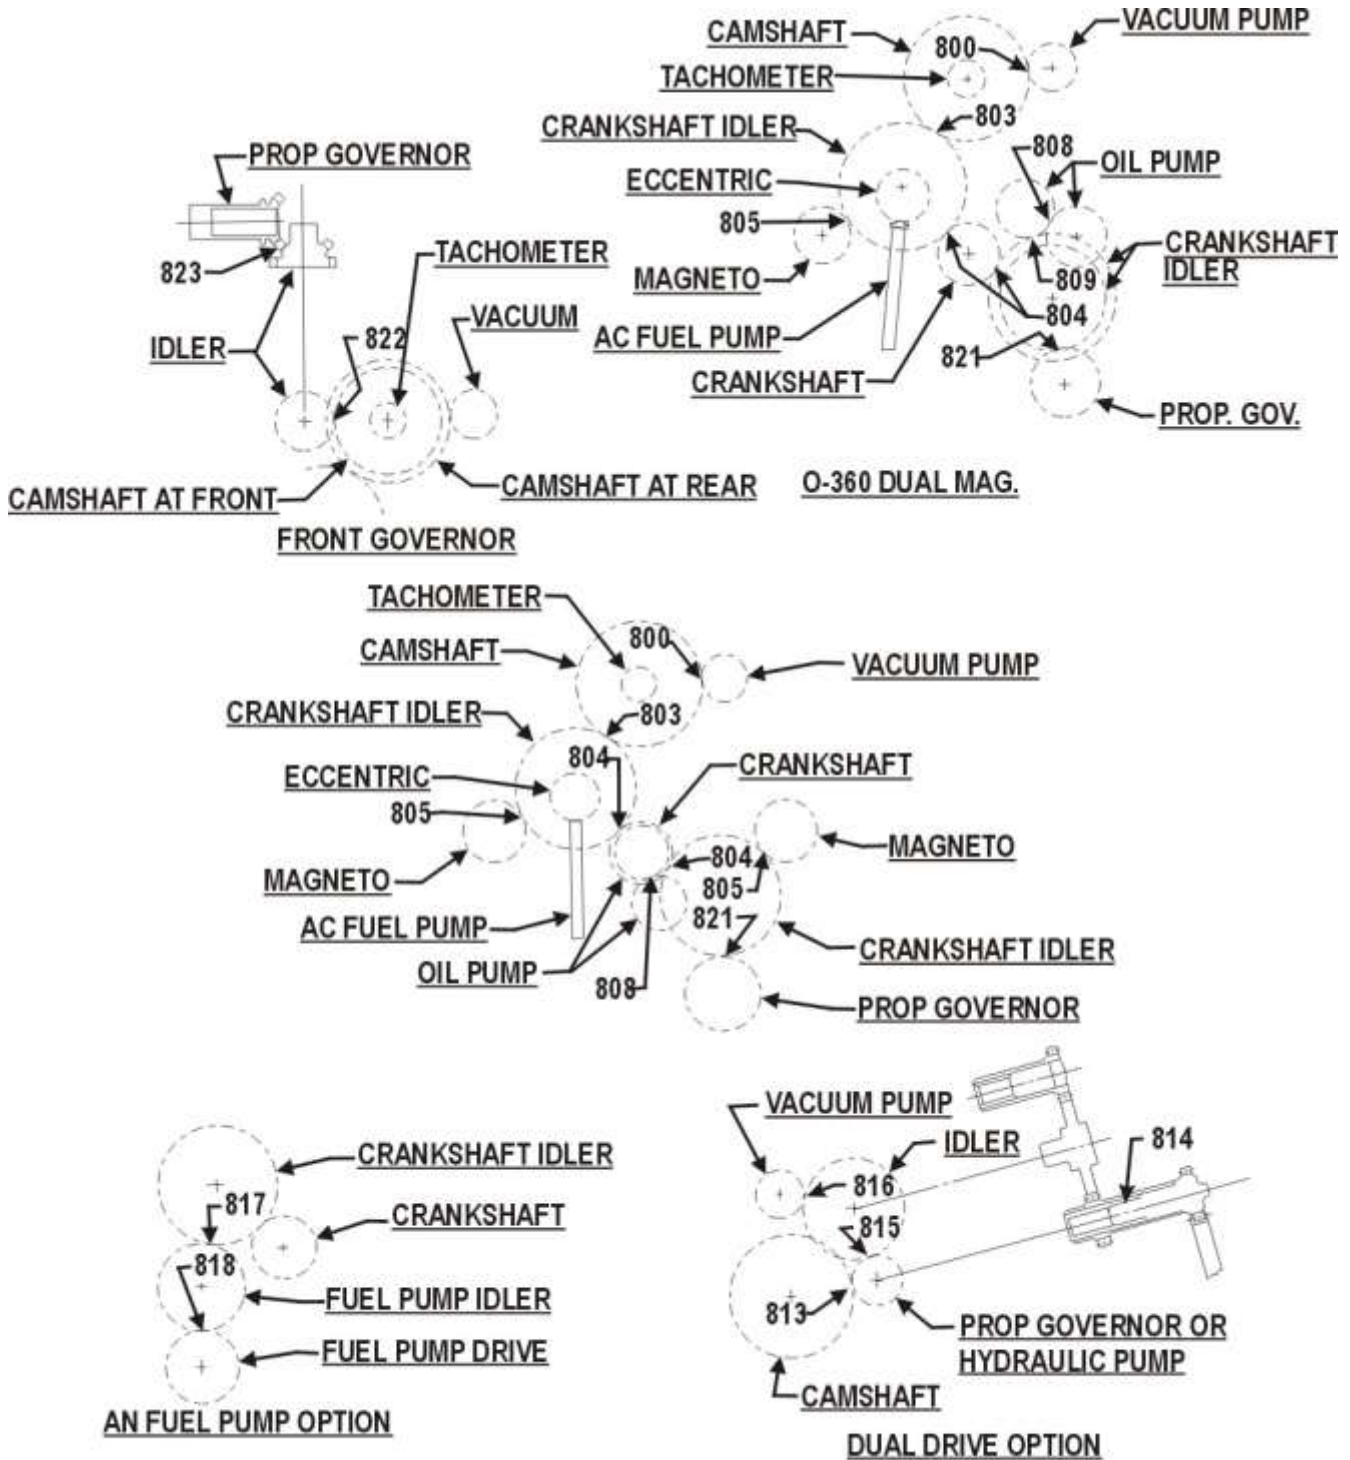 CAMSHAFT
800
VACUUM PUMP
TACHOMETER
CRANKSHAFT IDLER
803
808
OIL PUMP
ECCENTRIC
805
CRANKSHAFT
IDLER
809
MAGNETO
804
AC FUEL PUMP
821
CRANKSHAFT
PROP. GOV.
O-360 DUAL MAG.
PROP GOVERNOR
823
TACHOMETER
IDLER
822
VACUUM
CAMSHAFT AT FRONT
CAMSHAFT AT REAR
FRONT GOVERNOR
TACHOMETER
800
CAMSHAFT
VACUUM PUMP
CRANKSHAFT IDLER
803
804
CRANKSHAFT
ECCENTRIC
805
MAGNETO
804
MAGNETO
805
821
AC FUEL PUMP
CRANKSHAFT IDLER
OIL PUMP
808
PROP GOVERNOR
CRANKSHAFT IDLER
817
CRANKSHAFT
818
FUEL PUMP IDLER
FUEL PUMP DRIVE
AN FUEL PUMP OPTION
VACUUM PUMP
IDLER
814
816
815
813
PROP GOVERNOR OR
HYDRAULIC PUMP
CAMSHAFT
DUAL DRIVE OPTION